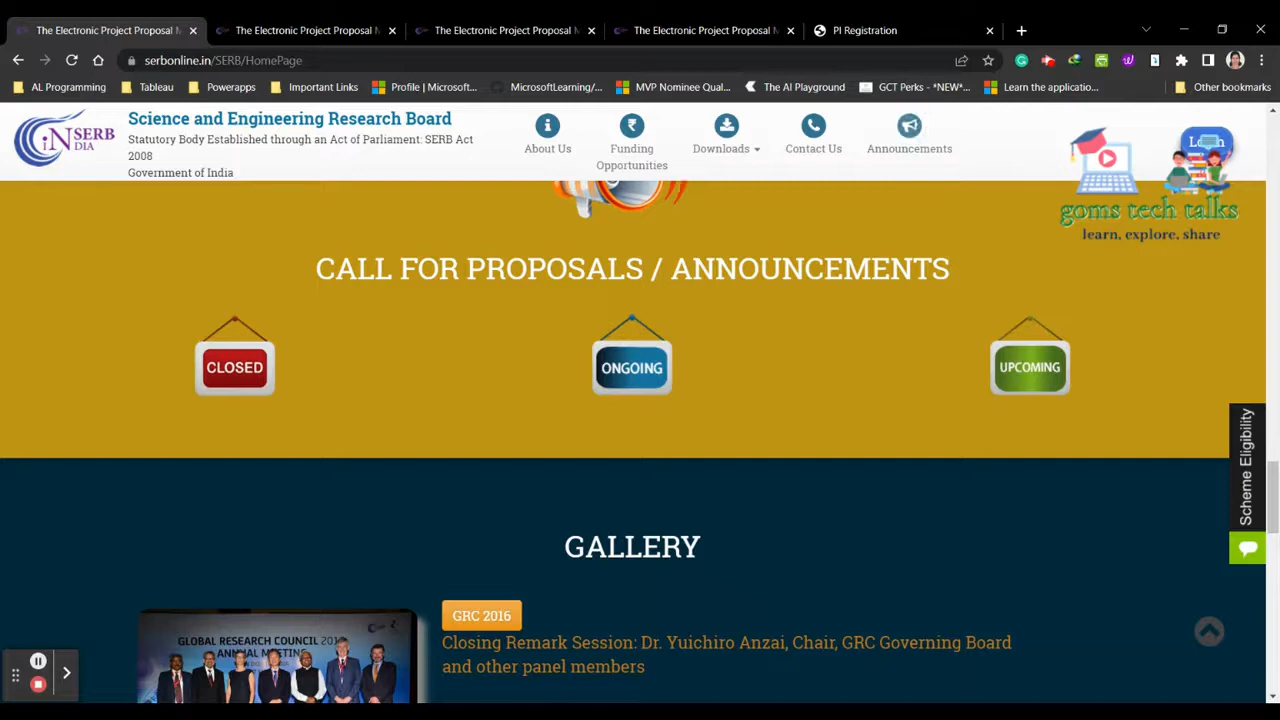 The Electronic Project Proposal M
The Electronic Project Proposal M
The Electronic Project Proposal M
The Electronic Project Proposal M
PI Registration
serbonline.in/SERB/HomePage
AL Programming
Tableau
Powerapps
Important Links
Profile | Microsoft...
MicrosoftLearning/...
MVP Nominee Qual...
The AI Playground
GCT Perks - *NEW*...
Learn the applicatio...
Other bookmarks
SERB
DIA
Science and Engineering Research Board
Statutory Body Established through an Act of Parliament: SERB Act
2008
Government of India
About Us
Funding
Opportunities
Downloads
Contact Us
Announcements
goms tech talks
learn, explore, share
CALL FOR PROPOSALS / ANNOUNCEMENTS
CLOSED
ONGOING
UPCOMING
Scheme Eligibility
GALLERY
GRC 2016
Closing Remark Session: Dr. Yuichiro Anzai, Chair, GRC Governing Board
and other panel members
GLOBAL RESEARCH COUNCIL
ANNUAL MEETING